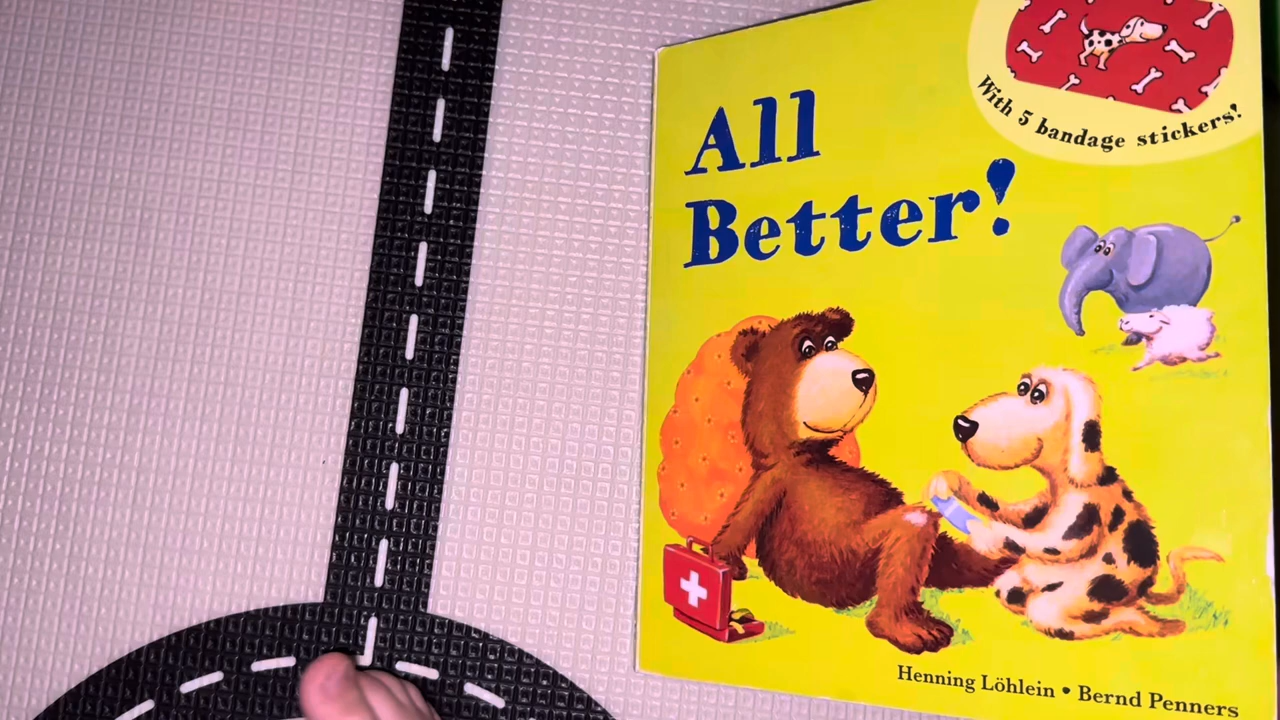 With 5 bandage stickers!
All
Better!
Henning Löhlein • Bernd Penners